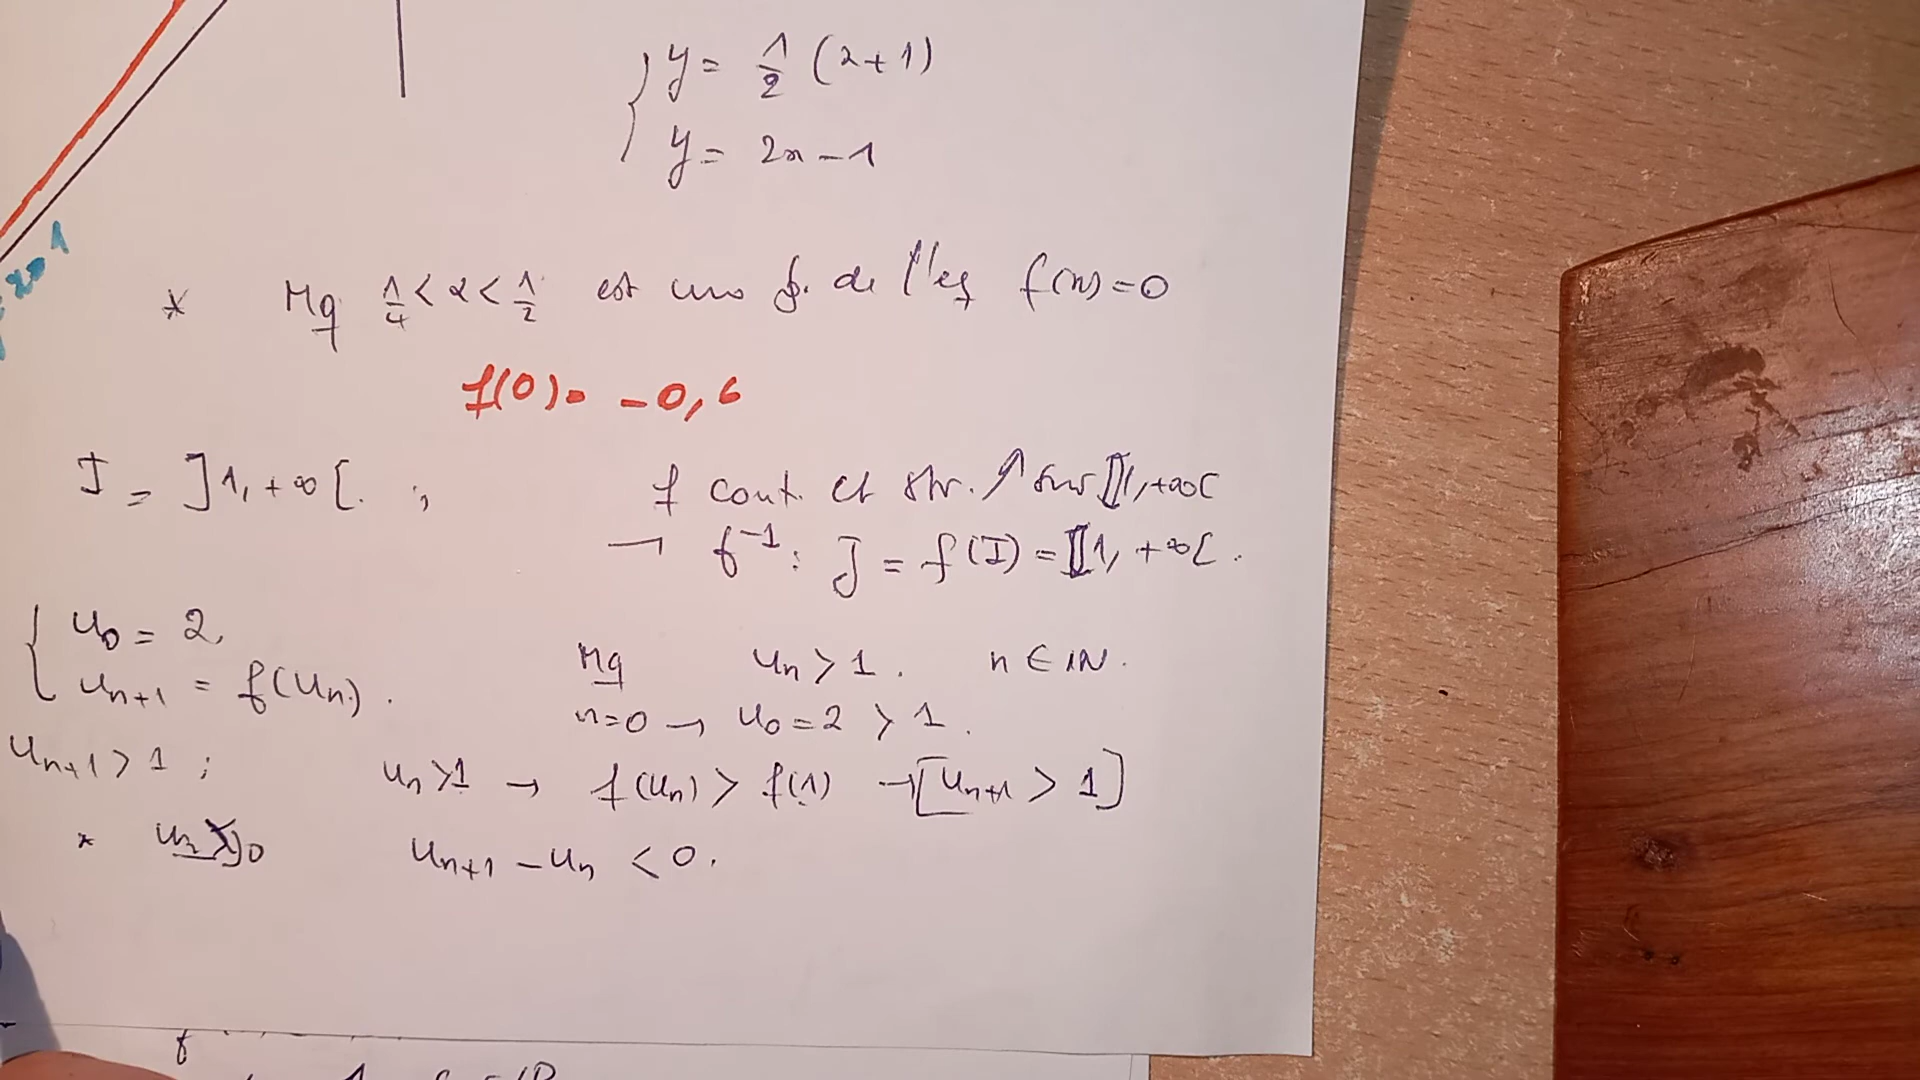 y = 1/2 (2+1)
y = 2x - 1
* Mq 1/4 < α < 1/2 est une de l'eq f(x) = 0
f(0) = -0,6
I = ]1, +∞[. ; f cont. et str. ↗ sur [1, +∞[
→ f⁻¹ : J = f(I) = [1, +∞[.
u₀ = 2,
uₙ₊₁ = f(uₙ).
Mq uₙ > 1. n ∈ IN.
n=0 → u₀ = 2 > 1.
uₙ₊₁ > 1 ; uₙ > 1 → f(uₙ) > f(1) → [uₙ₊₁ > 1]
* uₙ uₙ₊₁ - uₙ < 0.
f